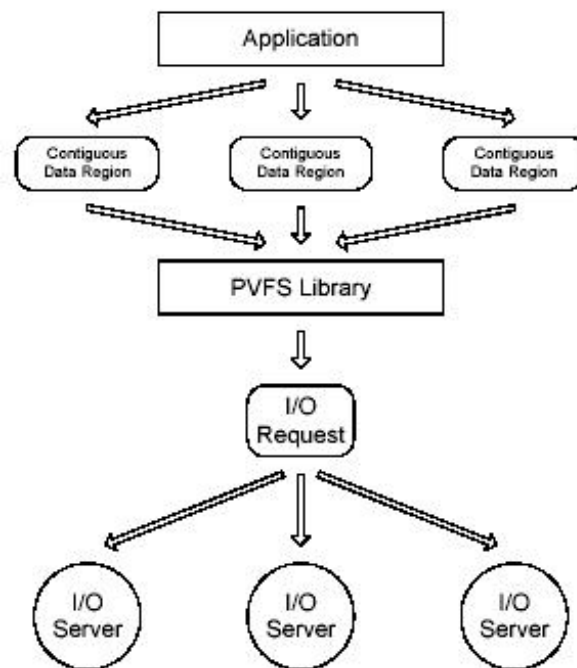 Application
Contiguous
Data Region
Contiguous
Data Region
Contiguous
Data Region
PVFS Library
I/O
Request
I/O
Server
I/O
Server
I/O
Server